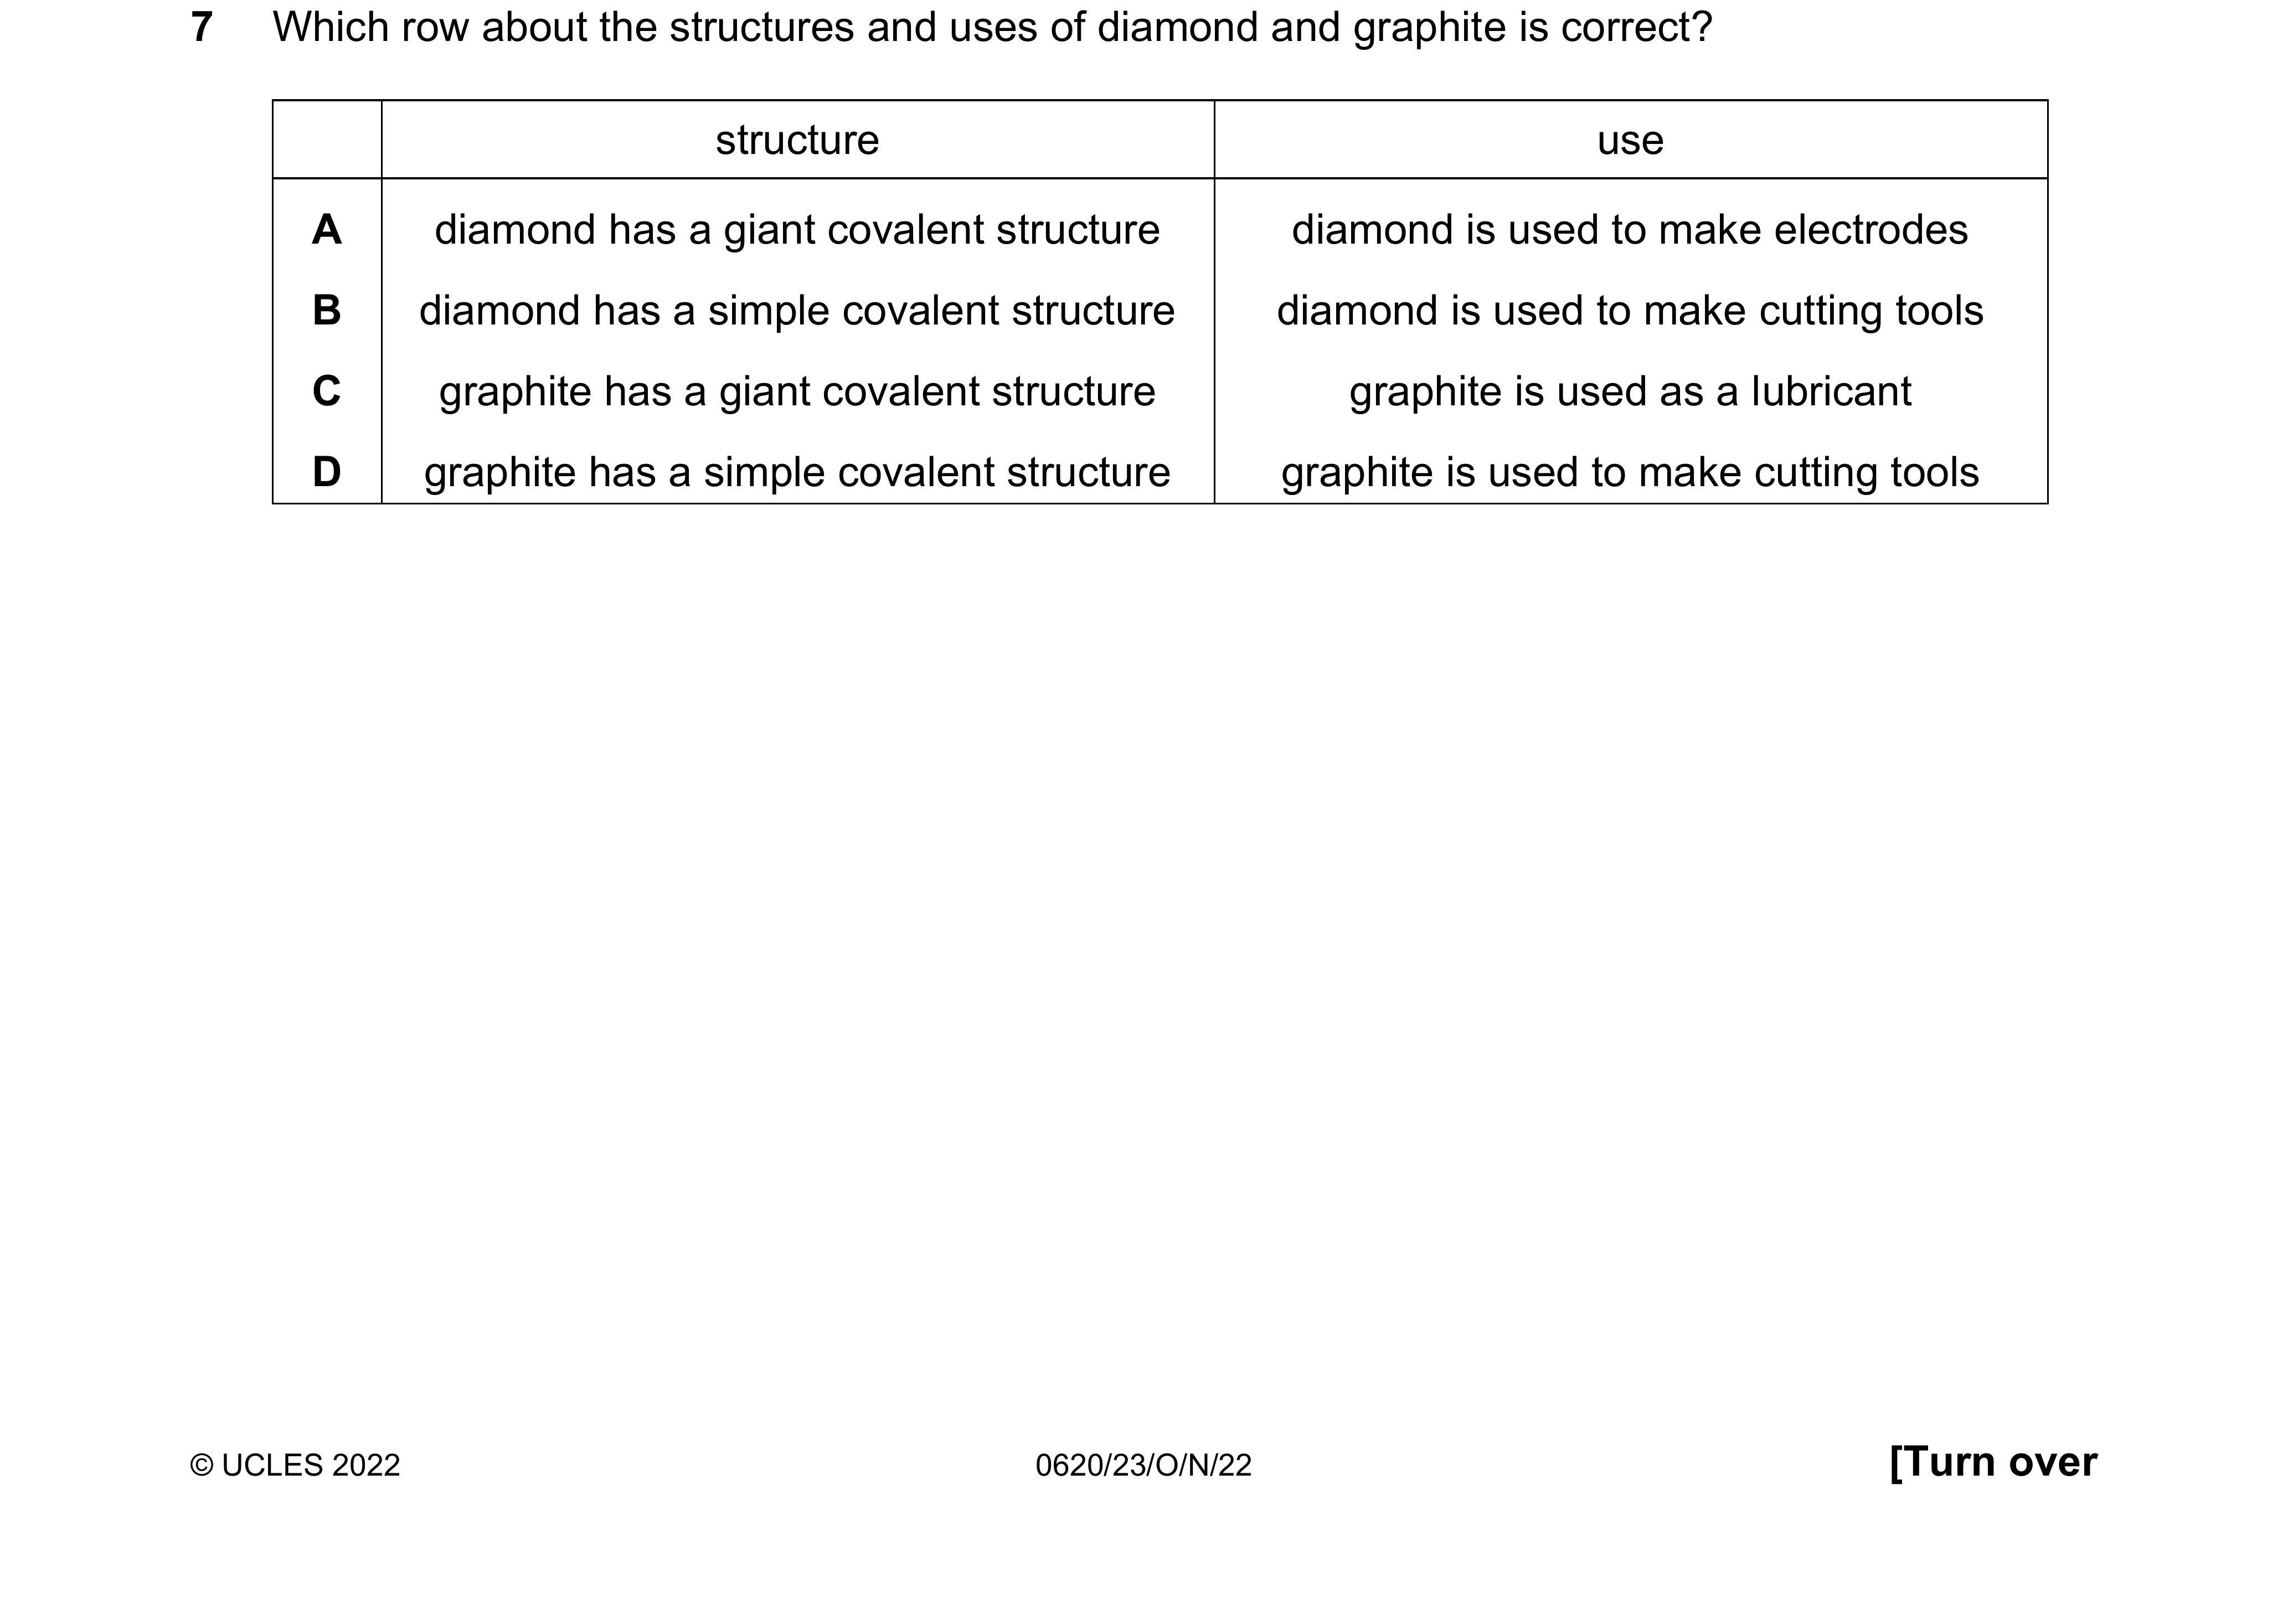 7 Which row about the structures and uses of diamond and graphite is correct?
structure use
A diamond has a giant covalent structure diamond is used to make electrodes
B diamond has a simple covalent structure diamond is used to make cutting tools
C graphite has a giant covalent structure graphite is used as a lubricant
D graphite has a simple covalent structure graphite is used to make cutting tools
© UCLES 2022 0620/23/O/N/22 [Turn over